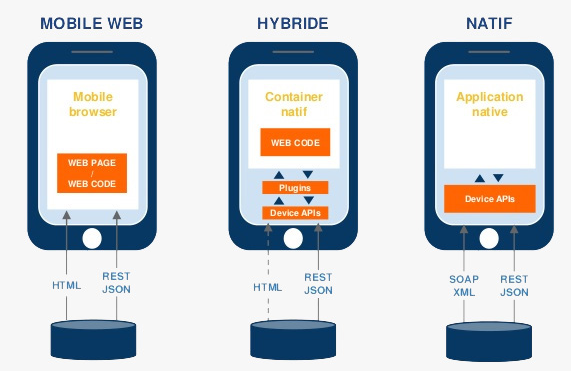 MOBILE WEB
Mobile
browser
WEB PAGE
/
WEB CODE
HTML
REST
JSON
HYBRIDE
Container
natif
WEB CODE
Plugins
Device APIs
HTML
REST
JSON
NATIF
Application
native
Device APIs
SOAP
XML
REST
JSON